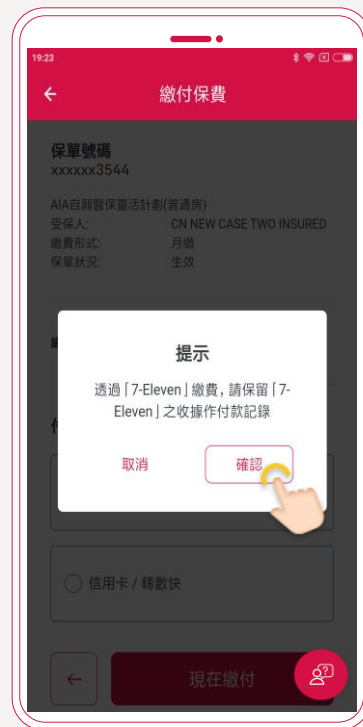 19:23
繳付保費
保單號碼
xxxxxx3544
AIA自願醫保靈活計劃(普通房)
受保人: CN NEW CASE TWO INSURED
繳費形式: 月繳
保單狀況: 生效
提示
透過「7-Eleven」繳費，請保留「7-
Eleven」之收據作付款記錄
取消 確認
信用卡 / 轉數快
現在繳付